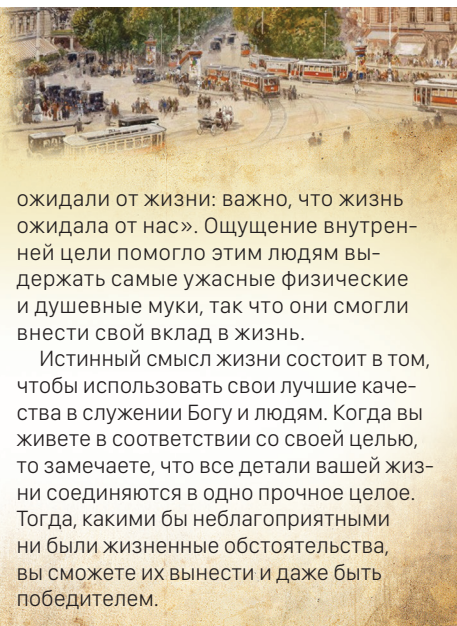 ожидали от жизни: важно, что жизнь
ожидала от нас». Ощущение внутрен-
ней цели помогло этим людям вы-
держать самые ужасные физические
и душевные муки, так что они смогли
внести свой вклад в жизнь.
Истинный смысл жизни состоит в том,
чтобы использовать свои лучшие каче-
ства в служении Богу и людям. Когда вы
живете в соответствии со своей целью,
то замечаете, что все детали вашей жиз-
ни соединяются в одно прочное целое.
Тогда, какими бы неблагоприятными
ни были жизненные обстоятельства,
вы сможете их вынести и даже быть
победителем.